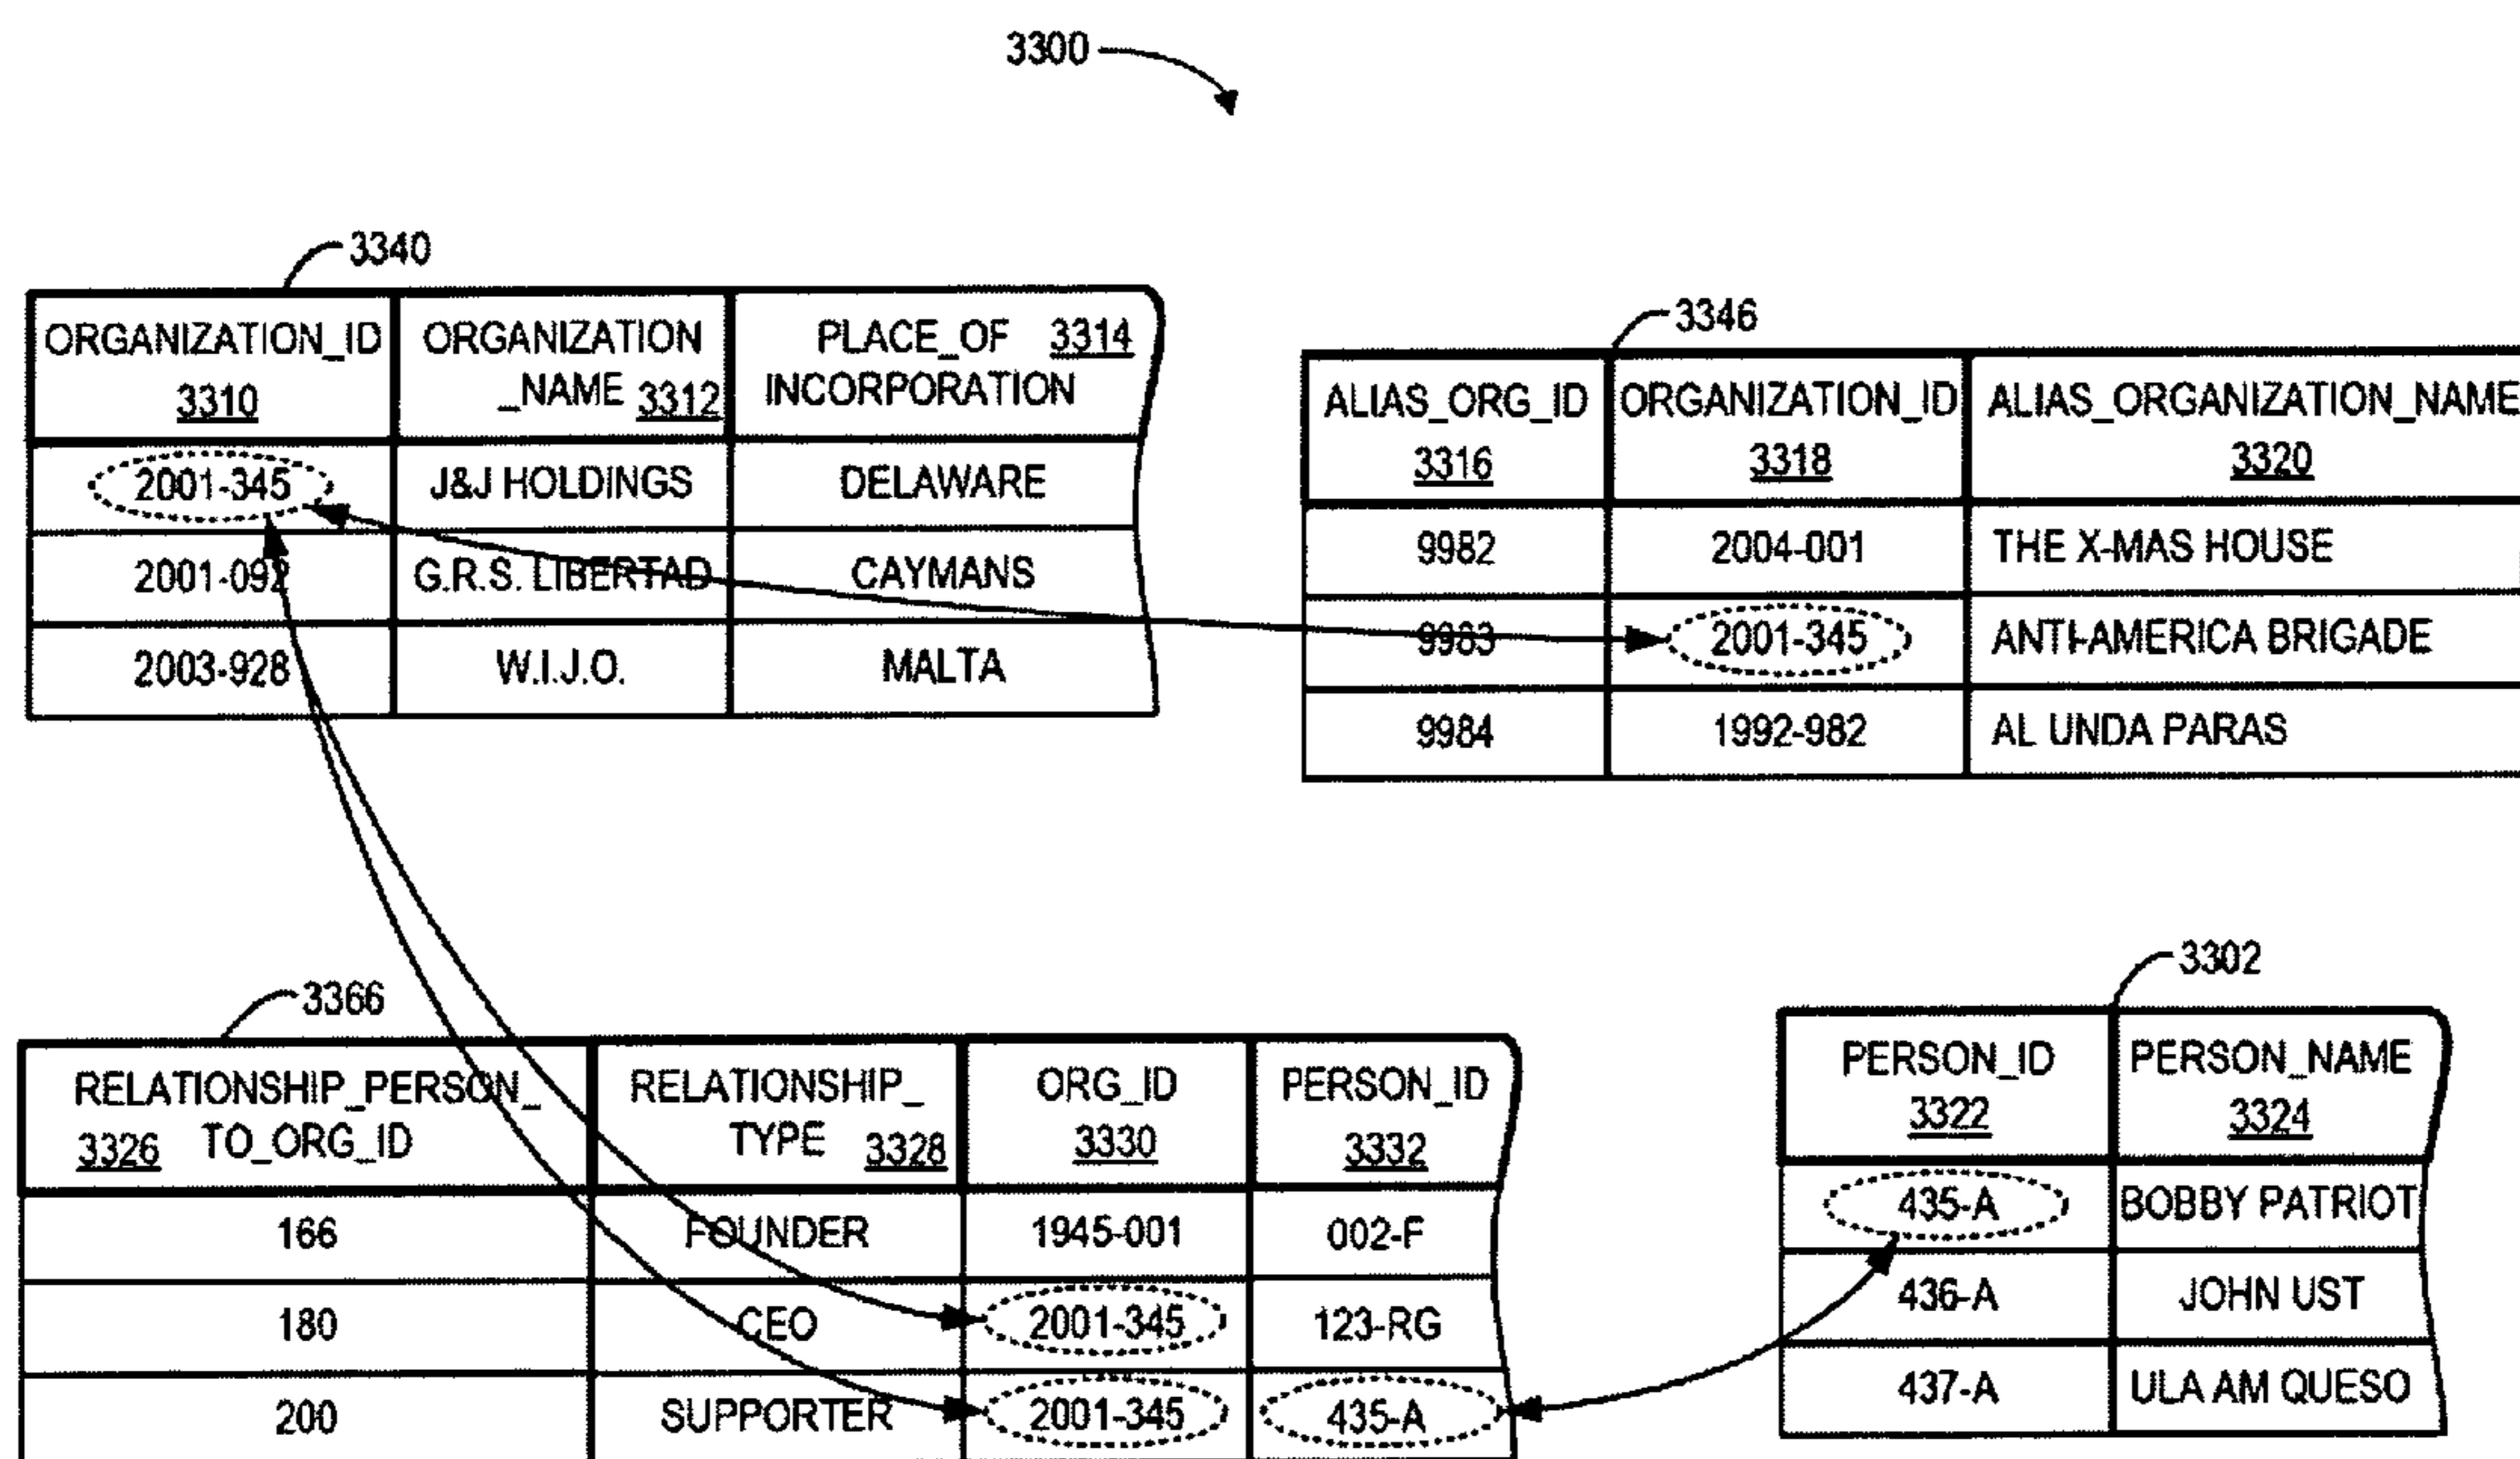 3300
3340
ORGANIZATION_ID
3310
ORGANIZATION
_NAME 3312
PLACE_OF 3314
INCORPORATION
2001-345 J&J HOLDINGS DELAWARE
2001-092 G.R.S. LIBERTAD CAYMANS
2003-928 W.I.J.O. MALTA
3346
ALIAS_ORG_ID
3316
ORGANIZATION_ID
3318
ALIAS_ORGANIZATION_NAME
3320
9982 2004-001 THE X-MAS HOUSE
9983 2001-345 ANTI-AMERICA BRIGADE
9984 1992-982 AL UNDA PARAS
3366
RELATIONSHIP_PERSON_
3326 TO_ORG_ID
RELATIONSHIP_
TYPE 3328
ORG_ID
3330
PERSON_ID
3332
166 FOUNDER 1945-001 002-F
180 CEO 2001-345 123-RG
200 SUPPORTER 2001-345 435-A
3302
PERSON_ID
3322
PERSON_NAME
3324
435-A BOBBY PATRIOT
436-A JOHN UST
437-A ULA AM QUESO